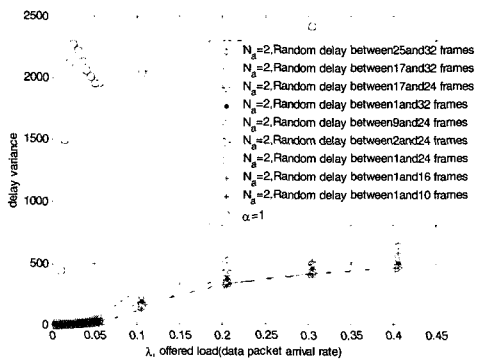 2500
2000
1500
1000
500
0
delay variance
N_a=2,Random delay between25and32 frames
N_a=2,Random delay between17and32 frames
N_a=2,Random delay between17and24 frames
N_a=2,Random delay between1and32 frames
N_a=2,Random delay between9and24 frames
N_a=2,Random delay between2and24 frames
N_a=2,Random delay between1and24 frames
N_a=2,Random delay between1and16 frames
N_a=2,Random delay between1and10 frames
α=1
0 0.05 0.1 0.15 0.2 0.25 0.3 0.35 0.4 0.45
λ, offered load(data packet arrival rate)